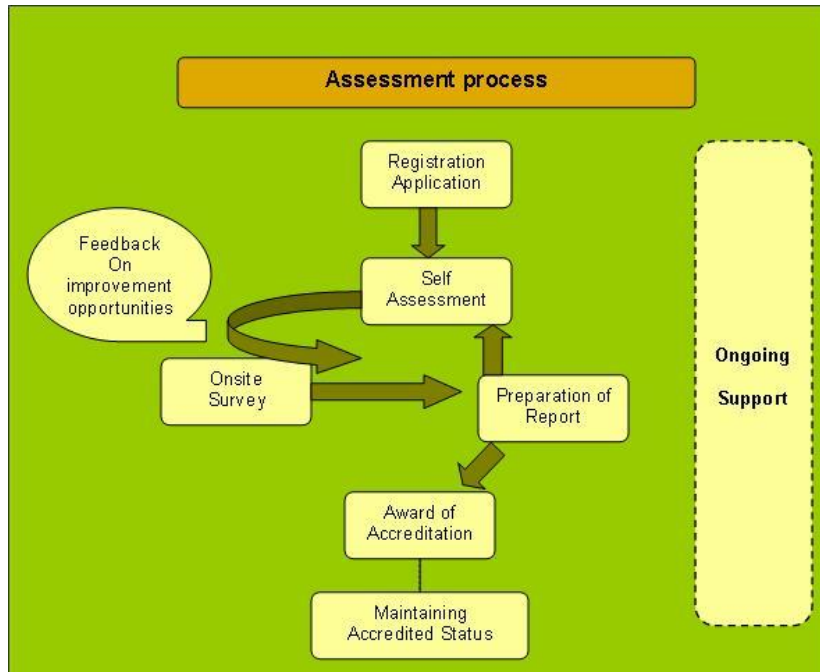 Assessment process
Registration
Application
Feedback
On
improvement
opportunities
Self
Assessment
Onsite
Survey
Preparation of
Report
Award of
Accreditation
Maintaining
Accredited Status
Ongoing
Support